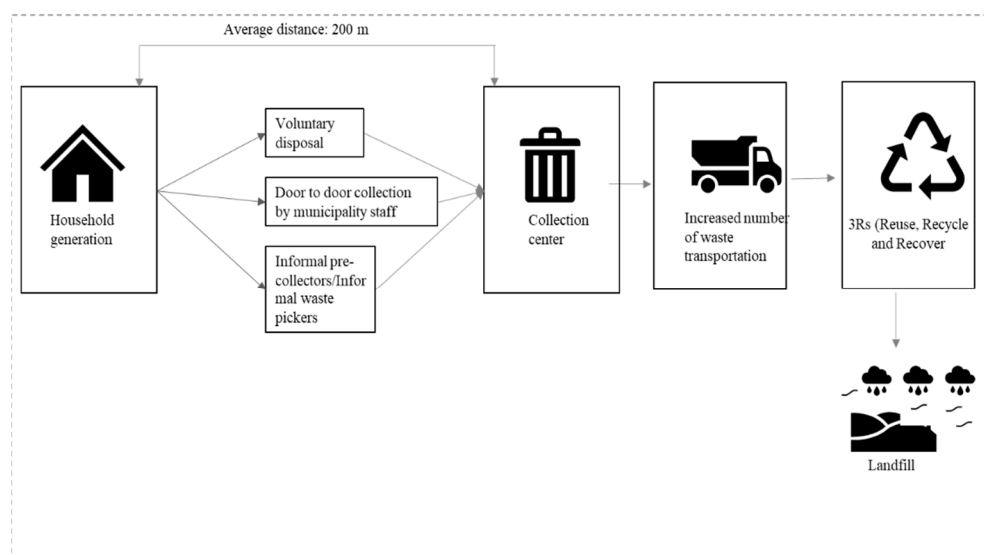 Average distance: 200 m
Household
generation
Voluntary
disposal
Door to door collection
by municipality staff
Informal pre-
collectors/Infor
mal waste
pickers
Collection
center
Increased number
of waste
transportation
3Rs (Reuse, Recycle
and Recover
Landfill